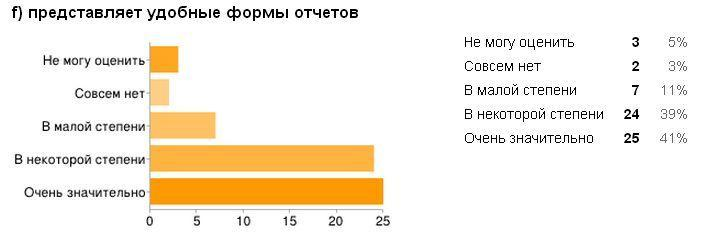 f) представляет удобные формы отчетов
Не могу оценить
Совсем нет
В малой степени
В некоторой степени
Очень значительно
0 5 10 15 20 25
Не могу оценить 3 5%
Совсем нет 2 3%
В малой степени 7 11%
В некоторой степени 24 39%
Очень значительно 25 41%